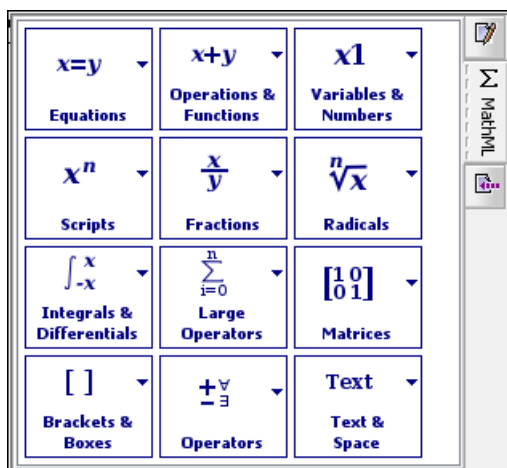 x=y
Equations
x+y
Operations &
Functions
x1
Variables &
Numbers
xⁿ
Scripts
x
y
Fractions
n√x
Radicals
∫ x
-x
Integrals &
Differentials
n
∑
i=0
Large
Operators
[1 0
0 1]
Matrices
[ ]
Brackets &
Boxes
± ∀
∃
Operators
Text
Text &
Space
Σ MathML